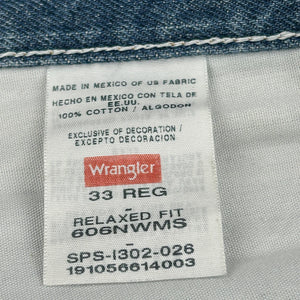 MADE IN MEXICO OF US FABRIC
HECHO EN MEXICO CON TELA DE
EE.UU.
100% COTTON / ALGODON
EXCLUSIVE OF DECORATION /
EXCEPTO DECORACION
Wrangler
33 REG
RELAXED FIT
606NWMS
SPS-I302-026
191056614003